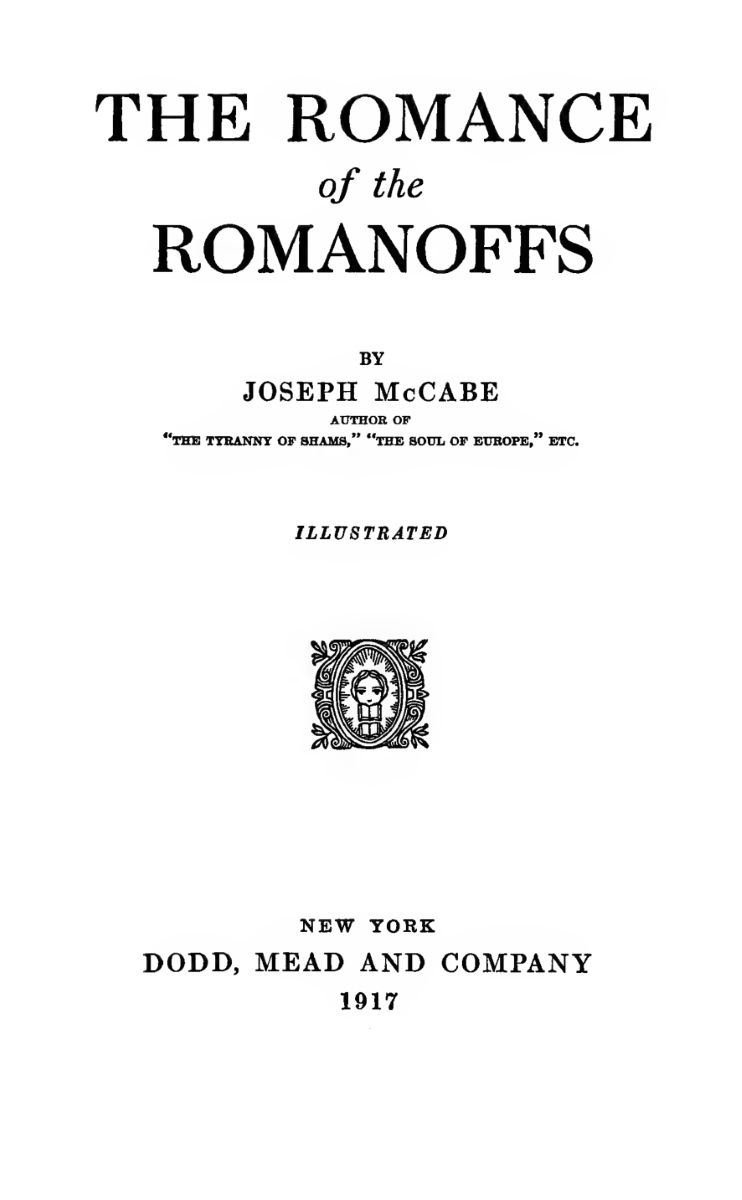 THE ROMANCE
of the
ROMANOFFS
BY
JOSEPH McCABE
AUTHOR OF
“THE TYRANNY OF SHAMS,” “THE SOUL OF EUROPE,” ETC.
ILLUSTRATED
NEW YORK
DODD, MEAD AND COMPANY
1917